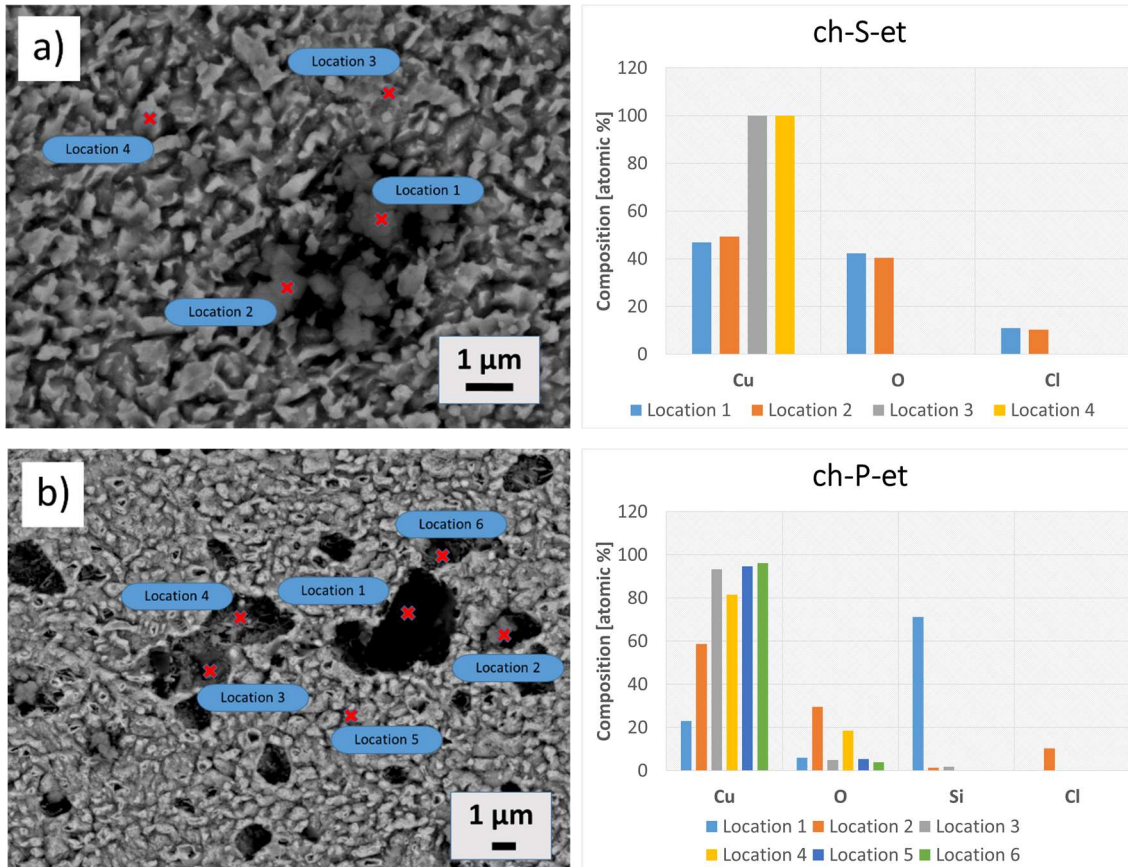 a)
Location 3
Location 4
Location 1
Location 2
1 µm
ch-S-et
Composition [atomic %]
120
100
80
60
40
20
0
Cu O Cl
Location 1 Location 2 Location 3 Location 4
b)
Location 6
Location 4
Location 1
Location 2
Location 3
Location 5
1 µm
ch-P-et
Composition [atomic %]
120
100
80
60
40
20
0
Cu O Si Cl
Location 1 Location 2 Location 3
Location 4 Location 5 Location 6